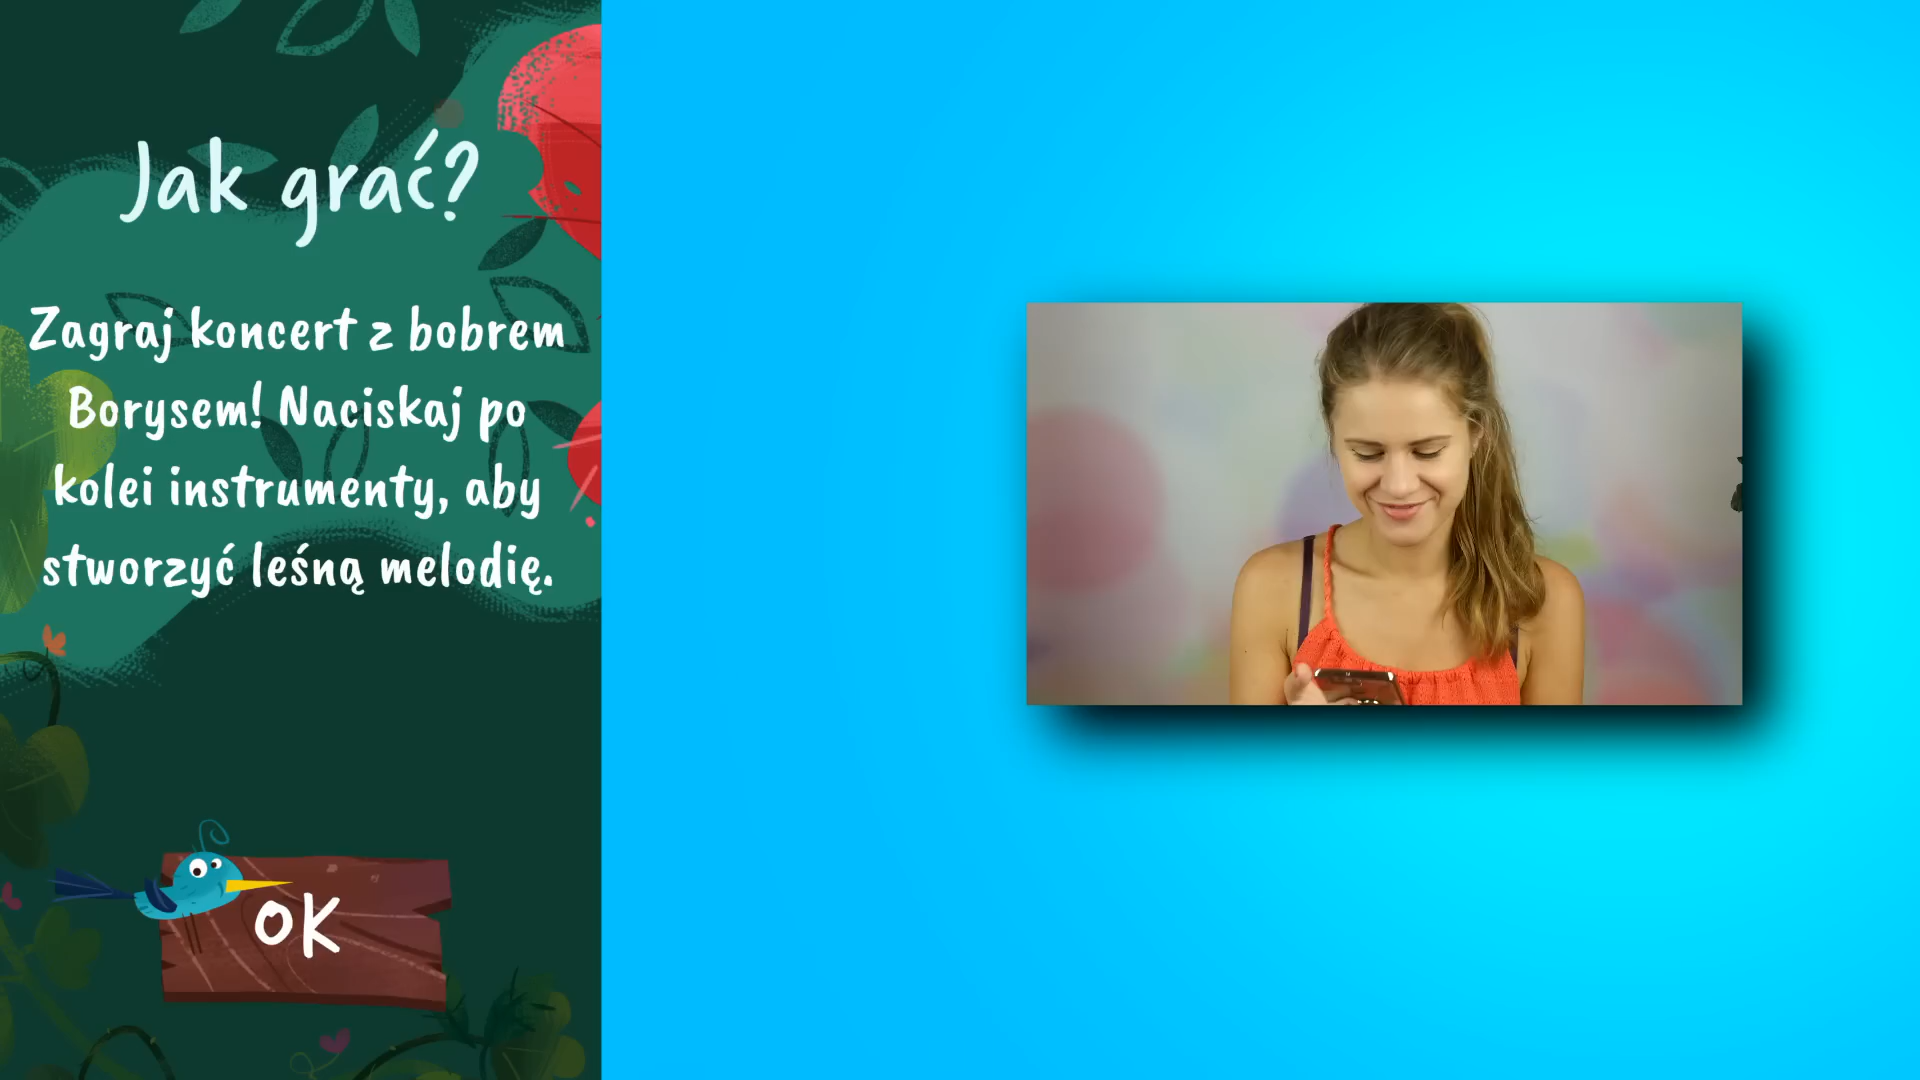 Jak grać?
Zagraj koncert z bobrem
Borysem! Naciskaj po
kolei instrumenty, aby
stworzyć leśną melodię.
OK